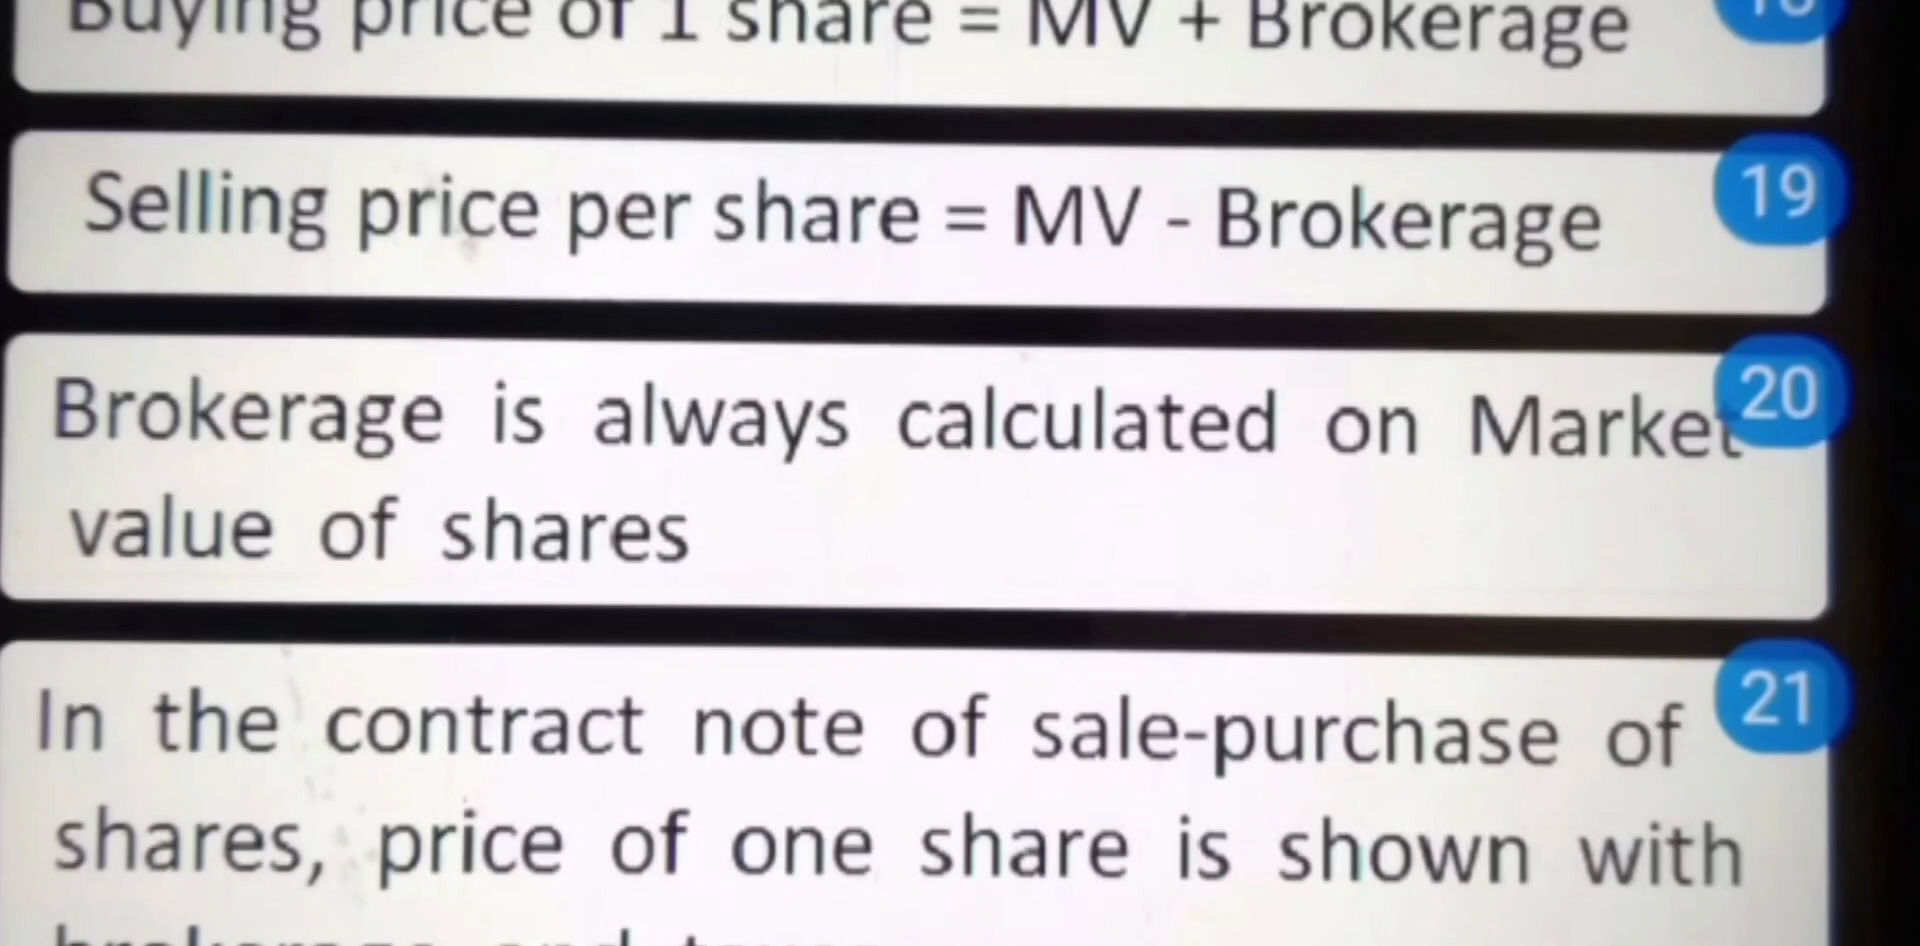 Buying price of 1 share = MV + Brokerage
Selling price per share = MV - Brokerage
19
Brokerage is always calculated on Market
20
value of shares
In the contract note of sale-purchase of
21
shares, price of one share is shown with